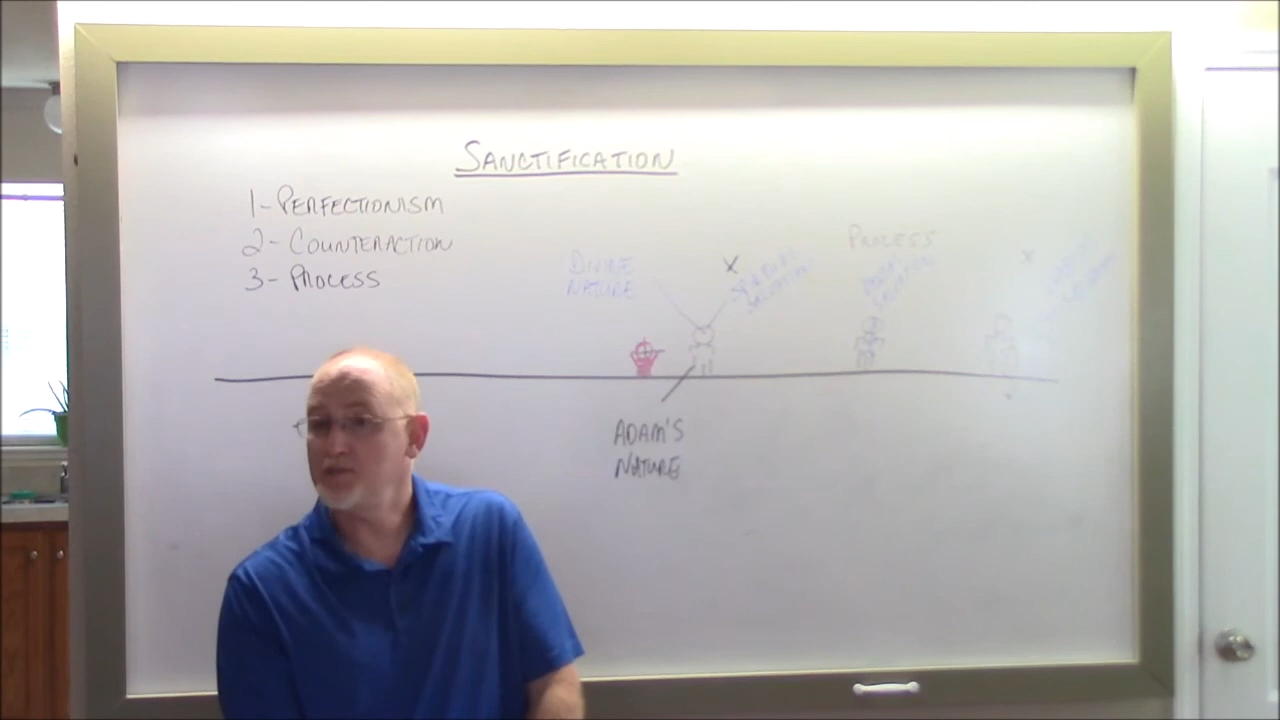 SANCTIFICATION
1-PERFECTIONISM
2-COUNTERACTION
3-PROCESS
DIVINE
NATURE
X
PROCESS
X
ADAM'S
NATURE